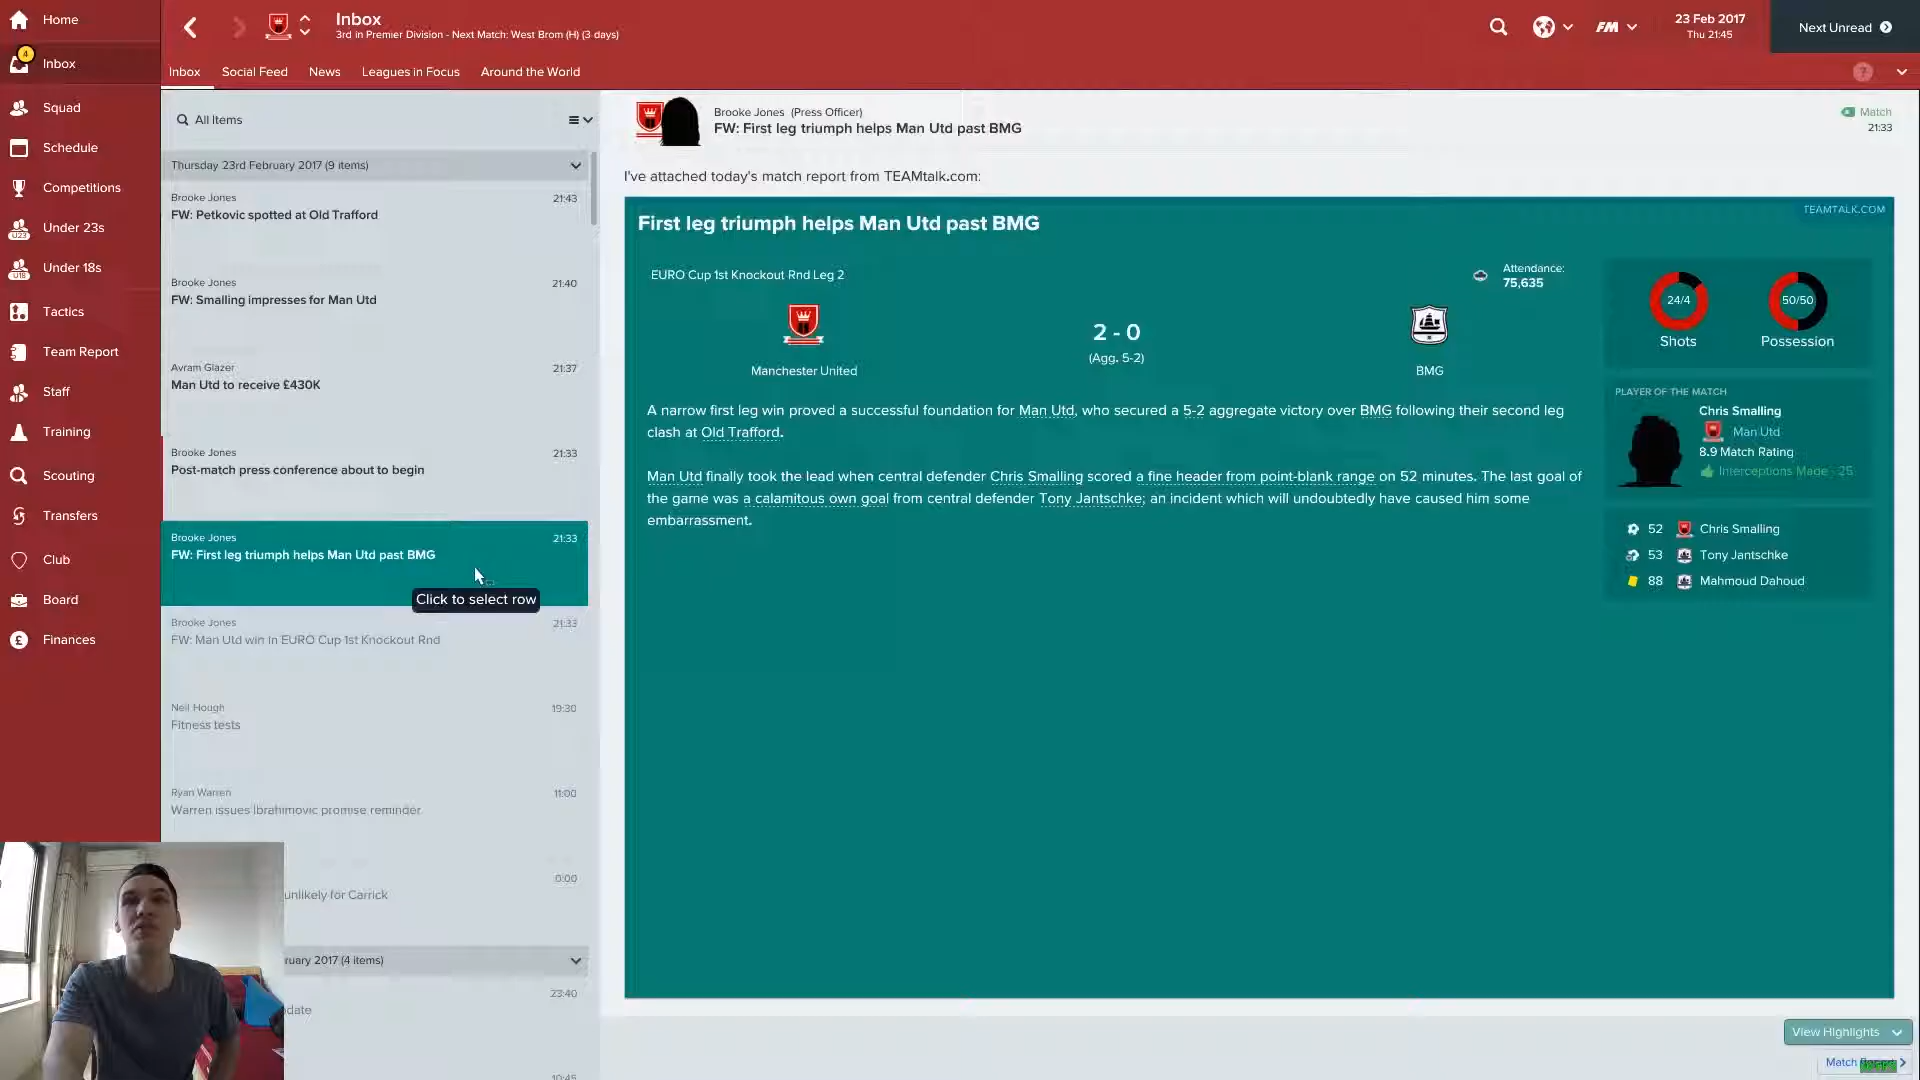 Home
4
Inbox
Squad
Schedule
Competitions
U23
Under 23s
U18
Under 18s
Tactics
Team Report
Staff
Training
Scouting
Transfers
Club
Board
£
Finances
Inbox
3rd in Premier Division - Next Match: West Brom (H) (3 days)
FM
23 Feb 2017
Thu 21:45
Next Unread
Inbox
Social Feed
News
Leagues in Focus
Around the World
?
All Items
Thursday 23rd February 2017 (9 items)
Brooke Jones
21:43
FW: Petkovic spotted at Old Trafford
Brooke Jones
21:40
FW: Smalling impresses for Man Utd
Avram Glazer
21:37
Man Utd to receive £430K
Brooke Jones
21:33
Post-match press conference about to begin
Brooke Jones
21:33
FW: First leg triumph helps Man Utd past BMG
Click to select row
Brooke Jones
21:33
FW: Man Utd win in EURO Cup 1st Knockout Rnd
Neil Hough
19:30
Fitness tests
Ryan Warren
11:00
Warren issues Ibrahimovic promise reminder
0:00
unlikely for Carrick
ruary 2017 (4 items)
23:40
date
10:45
Brooke Jones (Press Officer)
FW: First leg triumph helps Man Utd past BMG
Match
21:33
I've attached today's match report from TEAMtalk.com:
First leg triumph helps Man Utd past BMG
TEAMTALK.COM
EURO Cup 1st Knockout Rnd Leg 2
Attendance:
75,635
2 - 0
(Agg. 5-2)
Manchester United
BMG
A narrow first leg win proved a successful foundation for Man Utd, who secured a 5-2 aggregate victory over BMG following their second leg
clash at Old Trafford.
Man Utd finally took the lead when central defender Chris Smalling scored a fine header from point-blank range on 52 minutes. The last goal of
the game was a calamitous own goal from central defender Tony Jantschke; an incident which will undoubtedly have caused him some
embarrassment.
24/4
Shots
50/50
Possession
PLAYER OF THE MATCH
Chris Smalling
Man Utd
8.9 Match Rating
Interceptions Made - 25
52 Chris Smalling
53 Tony Jantschke
88 Mahmoud Dahoud
View Highlights
Match